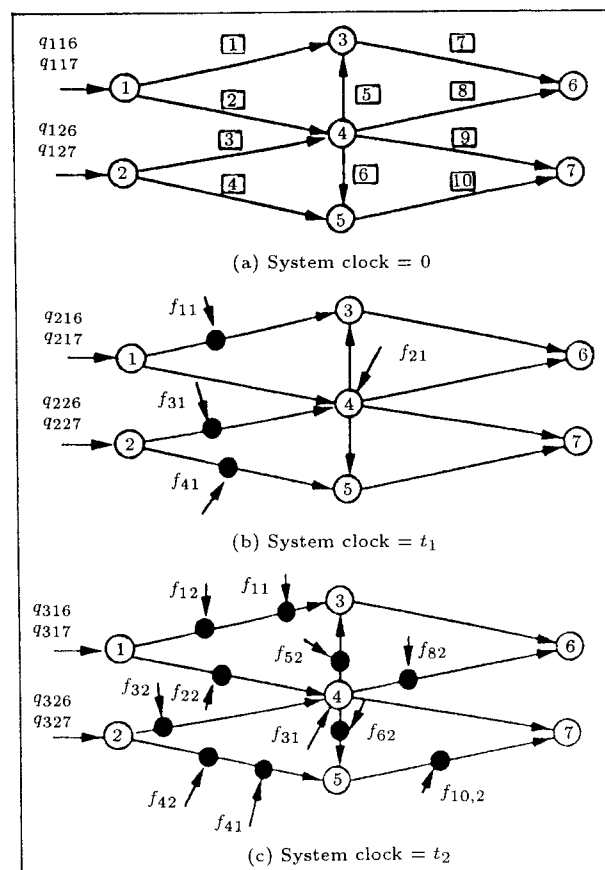 q116
q117
1
2
3
4
5
6
7
8
9
10
1
2
3
4
5
6
7
(a) System clock = 0
q216
q217
q226
q227
f11
f21
f31
f41
1
2
3
4
5
6
7
(b) System clock = t1
q316
q317
q326
q327
f12
f11
f52
f82
f32
f22
f31
f62
f42
f41
f10,2
1
2
3
4
5
6
7
(c) System clock = t2